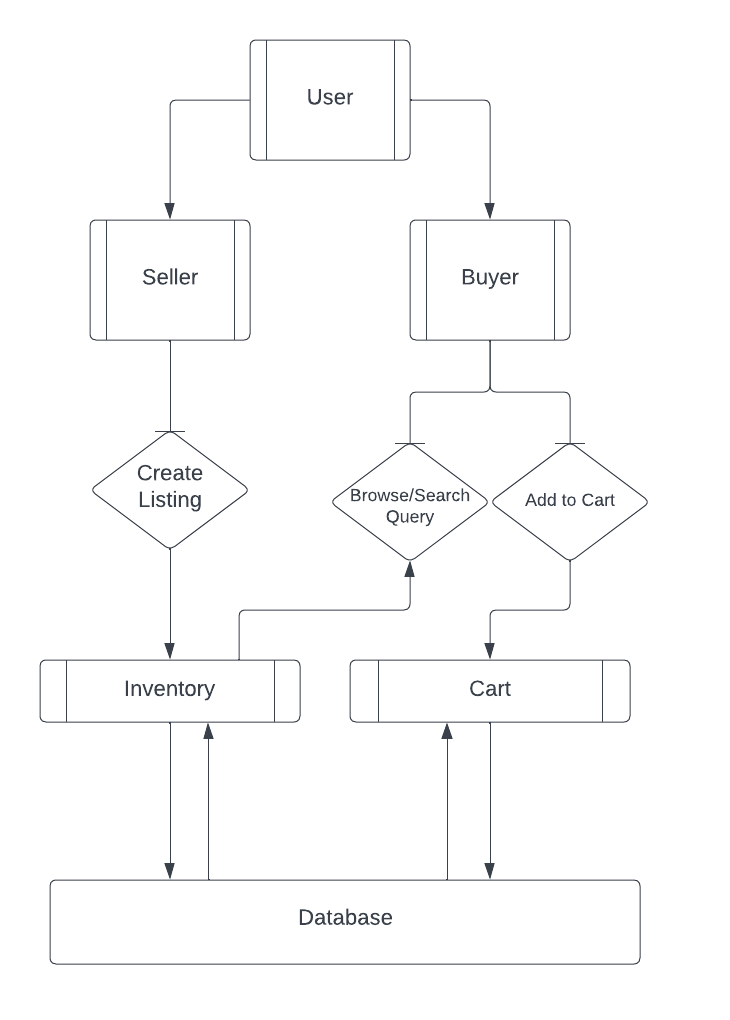 User
Seller
Buyer
Create
Listing
Browse/Search
Query
Add to Cart
Inventory
Cart
Database